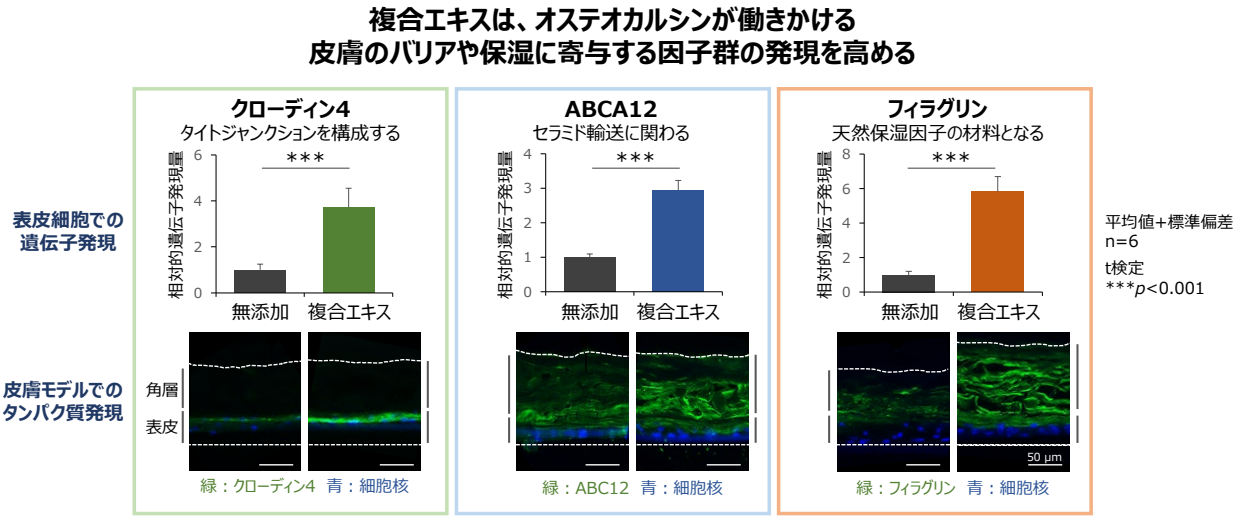 複合エキスは、オステオカルシンが働きかける
皮膚のバリアや保湿に寄与する因子群の発現を高める
クローディン4
タイトジャンクションを構成する
相対的遺伝子発現量
6
4
2
0
***
無添加 複合エキス
ABCA12
セラミド輸送に関わる
相対的遺伝子発現量
4
3
2
1
0
***
無添加 複合エキス
フィラグリン
天然保湿因子の材料となる
相対的遺伝子発現量
8
6
4
2
0
***
無添加 複合エキス
表皮細胞での
遺伝子発現
平均値+標準偏差
n=6
t検定
***p<0.001
皮膚モデルでの
タンパク質発現
角層
表皮
50 μm
緑：クローディン4 青：細胞核
緑：ABC12 青：細胞核
緑：フィラグリン 青：細胞核